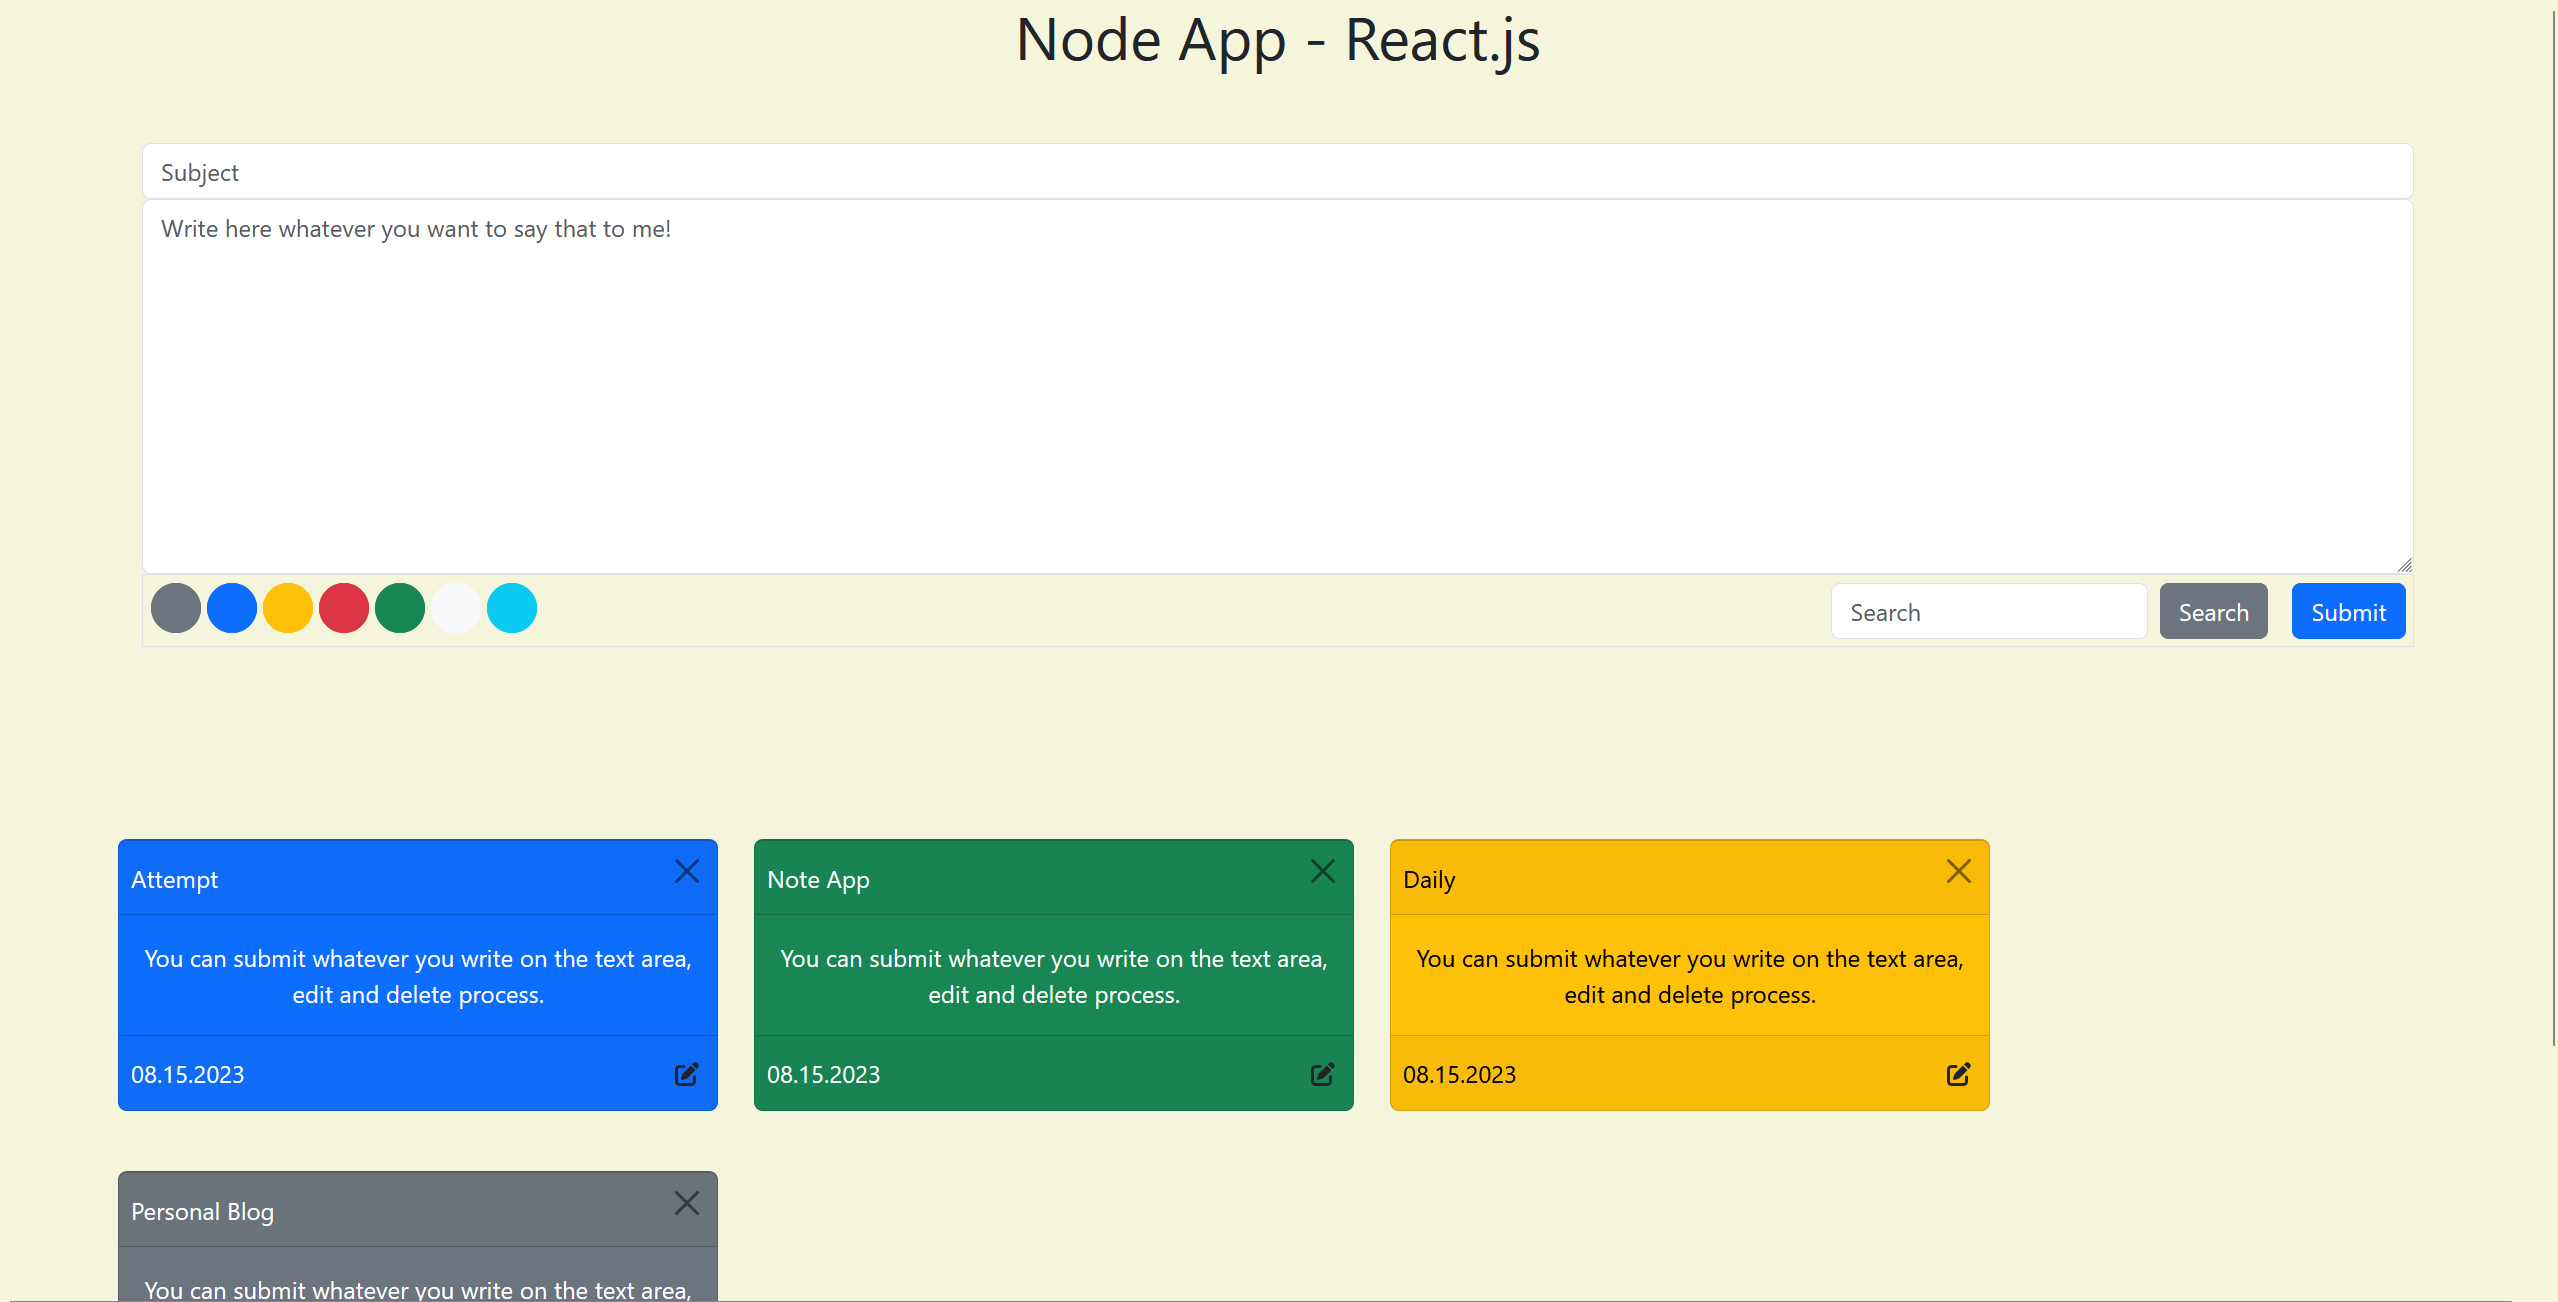 Node App - React.js
Subject
Write here whatever you want to say that to me!
Search Search Submit
Attempt
You can submit whatever you write on the text area,
edit and delete process.
08.15.2023
Note App
You can submit whatever you write on the text area,
edit and delete process.
08.15.2023
Daily
You can submit whatever you write on the text area,
edit and delete process.
08.15.2023
Personal Blog
You can submit whatever you write on the text area,